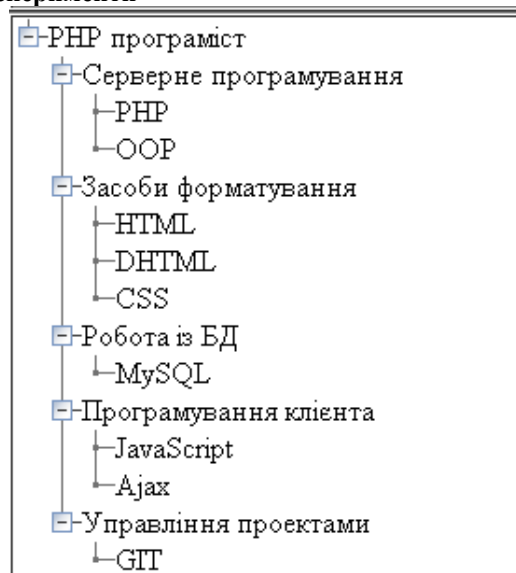 PHP програміст
Серверне програмування
PHP
OOP
Засоби форматування
HTML
DHTML
CSS
Робота із БД
MySQL
Програмування клієнта
JavaScript
Ajax
Управління проектами
GIT